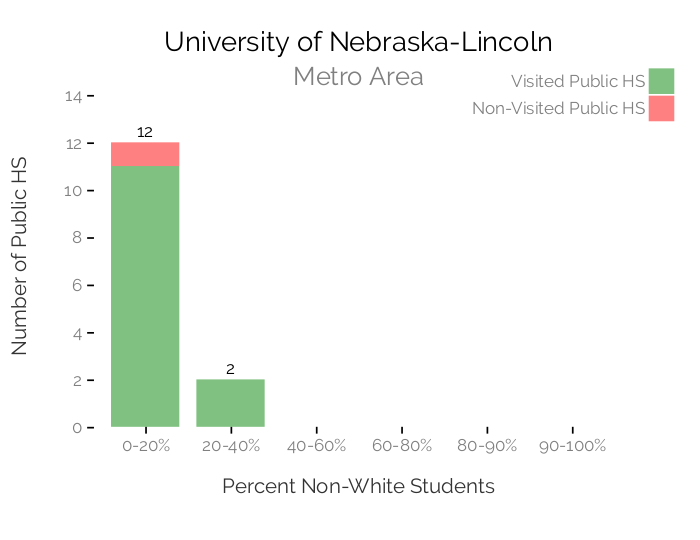 University of Nebraska-Lincoln
Metro Area
Visited Public HS
Non-Visited Public HS
Number of Public HS
14
12
10
8
6
4
2
0
12
2
0-20%
20-40%
40-60%
60-80%
80-90%
90-100%
Percent Non-White Students